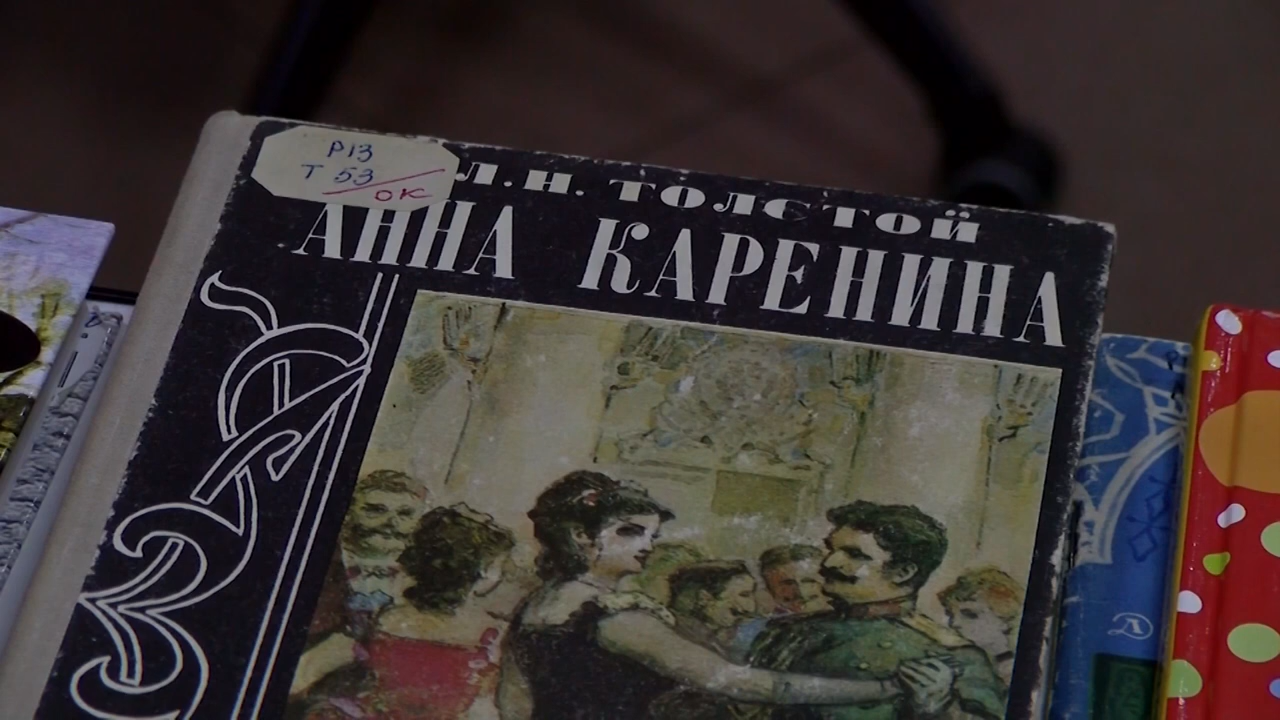 Р13
Т 53
ОК
Л.Н. ТОЛСТОЙ
АННА КАРЕНИНА
Д